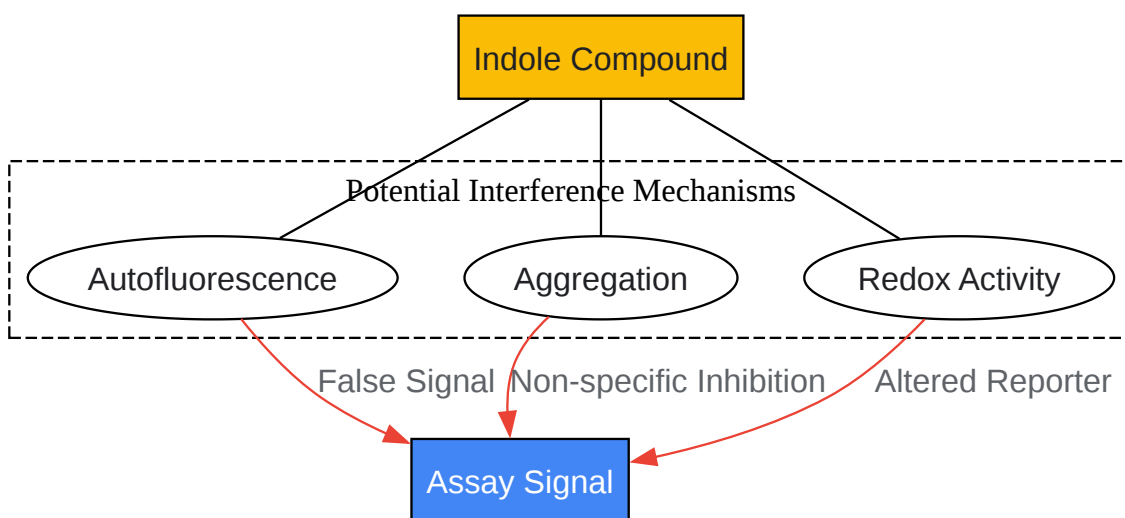 Indole Compound
Potential Interference Mechanisms
Autofluorescence
Aggregation
Redox Activity
False Signal
Non-specific Inhibition
Altered Reporter
Assay Signal